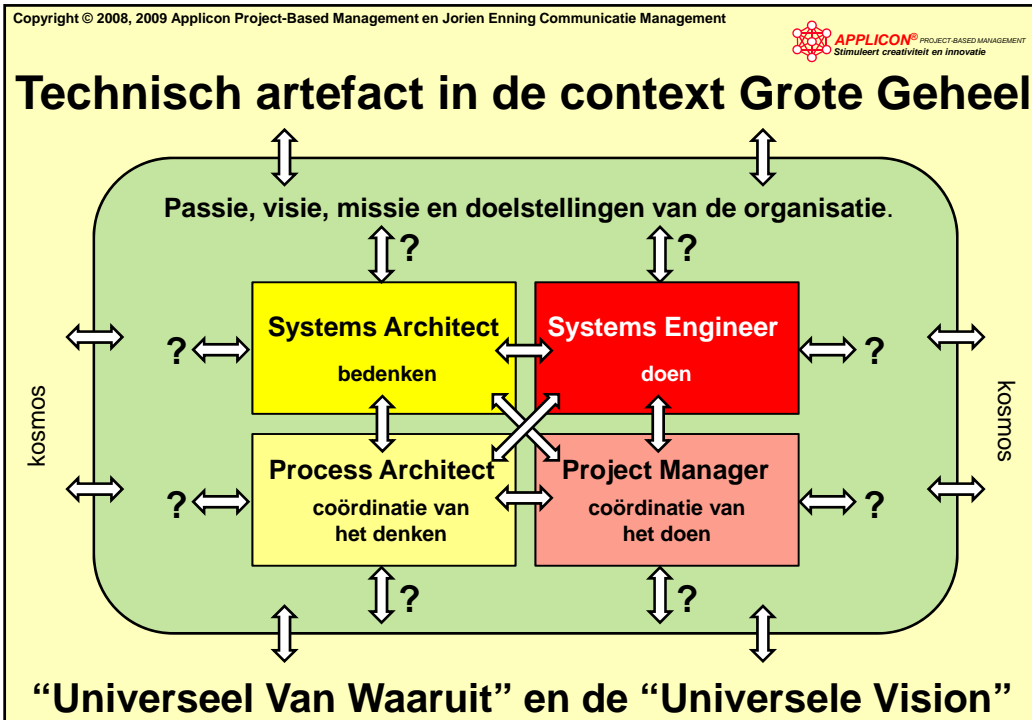 Copyright © 2008, 2009 Applicon Project-Based Management en Jorien Enning Communicatie Management
APPLICON® PROJECT-BASED MANAGEMENT
Stimuleert creativiteit en innovatie
Technisch artefact in de context Grote Geheel
Passie, visie, missie en doelstellingen van de organisatie.
? ?
Systems Architect
bedenken
Systems Engineer
doen
? ?
kosmos
kosmos
Process Architect
coördinatie van
het denken
Project Manager
coördinatie van
het doen
? ?
? ?
“Universeel Van Waaruit” en de “Universele Vision”